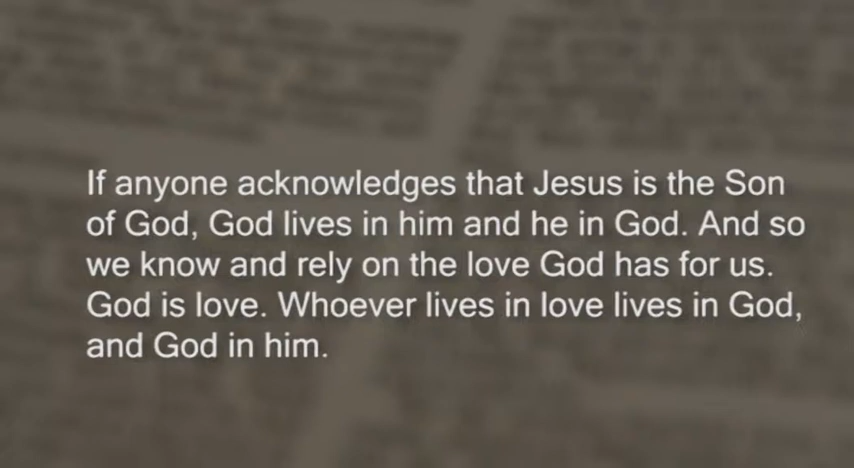 If anyone acknowledges that Jesus is the Son
of God, God lives in him and he in God. And so
we know and rely on the love God has for us.
God is love. Whoever lives in love lives in God,
and God in him.